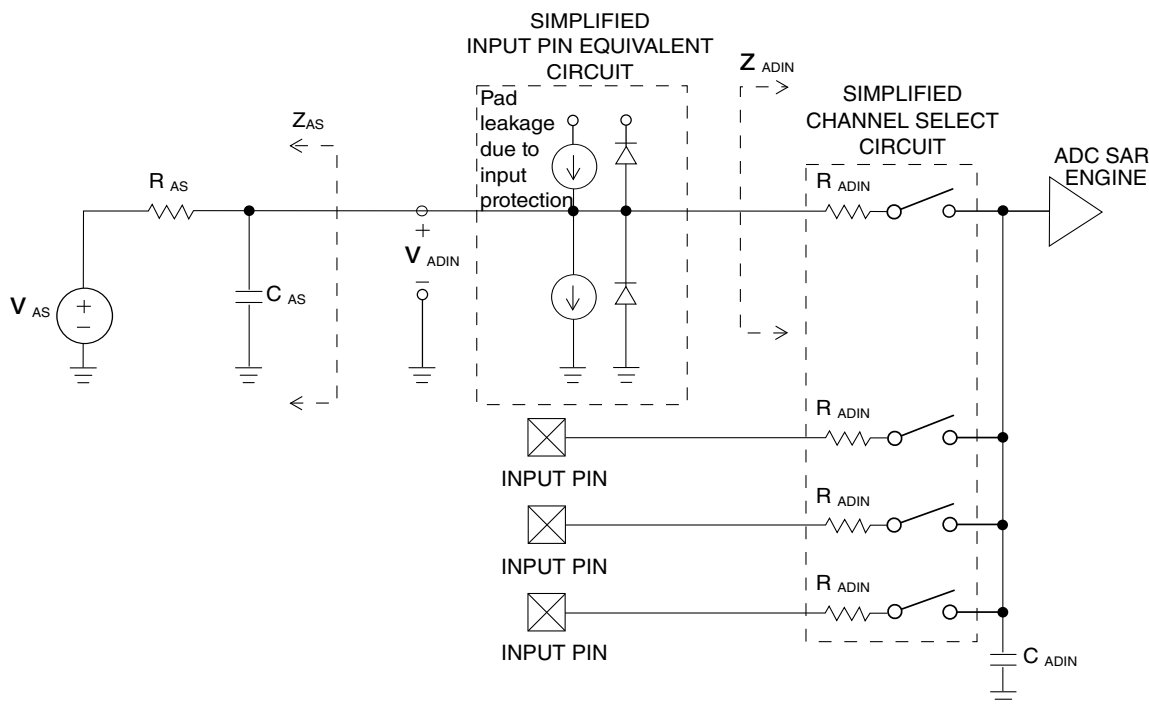 SIMPLIFIED
INPUT PIN EQUIVALENT
CIRCUIT
Pad
leakage
due to
input
protection
ZAS
Z ADIN
SIMPLIFIED
CHANNEL SELECT
CIRCUIT
ADC SAR
ENGINE
R AS
R ADIN
+
V ADIN
−
V AS
+
−
C AS
R ADIN
INPUT PIN
R ADIN
INPUT PIN
R ADIN
INPUT PIN
C ADIN